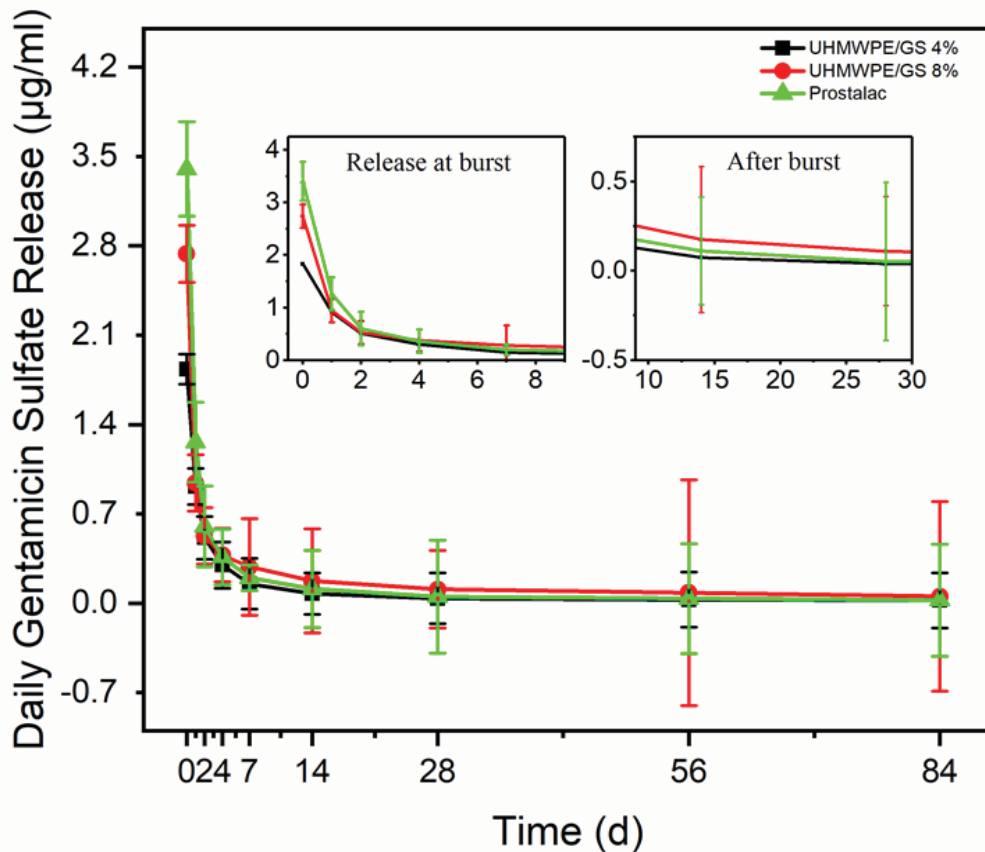 Daily Gentamicin Sulfate Release (µg/ml)
4.2
3.5
2.8
2.1
1.4
0.7
0.0
-0.7
UHMWPE/GS 4%
UHMWPE/GS 8%
Prostalac
Release at burst
4
3
2
1
0
0 2 4 6 8
After burst
0.5
0.0
-0.5
10 15 20 25 30
0 2 4 7 14 28 56 84
Time (d)